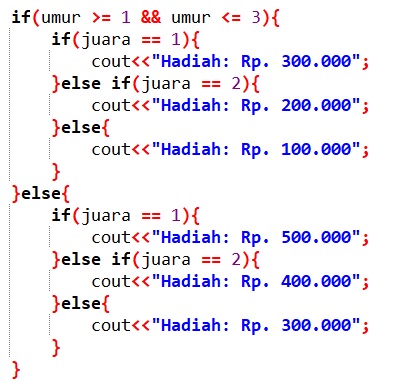 if(umur >= 1 && umur <= 3){
    if(juara == 1){
        cout<<"Hadiah: Rp. 300.000";
    }else if(juara == 2){
        cout<<"Hadiah: Rp. 200.000";
    }else{
        cout<<"Hadiah: Rp. 100.000";
    }
}else{
    if(juara == 1){
        cout<<"Hadiah: Rp. 500.000";
    }else if(juara == 2){
        cout<<"Hadiah: Rp. 400.000";
    }else{
        cout<<"Hadiah: Rp. 300.000";
    }
}